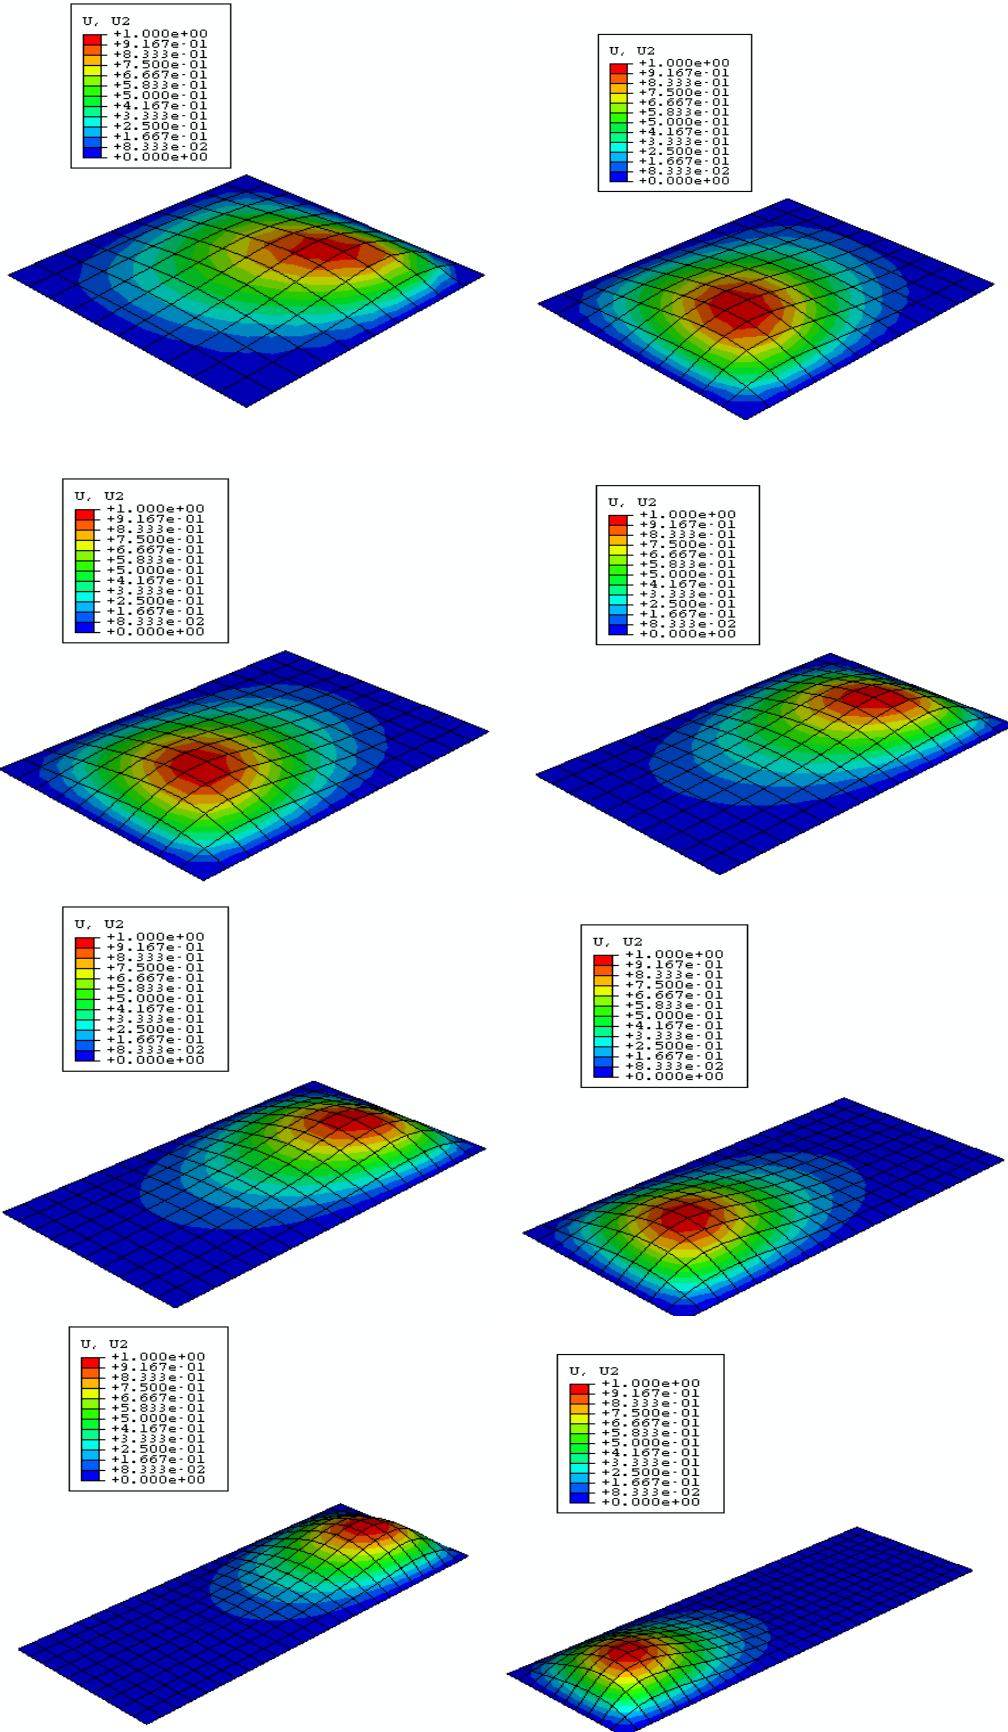 U, U2
+1.000e+00
+9.167e-01
+8.333e-01
+7.500e-01
+6.667e-01
+5.833e-01
+5.000e-01
+4.167e-01
+3.333e-01
+2.500e-01
+1.667e-01
+8.333e-02
+0.000e+00
U, U2
+1.000e+00
+9.167e-01
+8.333e-01
+7.500e-01
+6.667e-01
+5.833e-01
+5.000e-01
+4.167e-01
+3.333e-01
+2.500e-01
+1.667e-01
+8.333e-02
+0.000e+00
U, U2
+1.000e+00
+9.167e-01
+8.333e-01
+7.500e-01
+6.667e-01
+5.833e-01
+5.000e-01
+4.167e-01
+3.333e-01
+2.500e-01
+1.667e-01
+8.333e-02
+0.000e+00
U, U2
+1.000e+00
+9.167e-01
+8.333e-01
+7.500e-01
+6.667e-01
+5.833e-01
+5.000e-01
+4.167e-01
+3.333e-01
+2.500e-01
+1.667e-01
+8.333e-02
+0.000e+00
U, U2
+1.000e+00
+9.167e-01
+8.333e-01
+7.500e-01
+6.667e-01
+5.833e-01
+5.000e-01
+4.167e-01
+3.333e-01
+2.500e-01
+1.667e-01
+8.333e-02
+0.000e+00
U, U2
+1.000e+00
+9.167e-01
+8.333e-01
+7.500e-01
+6.667e-01
+5.833e-01
+5.000e-01
+4.167e-01
+3.333e-01
+2.500e-01
+1.667e-01
+8.333e-02
+0.000e+00
U, U2
+1.000e+00
+9.167e-01
+8.333e-01
+7.500e-01
+6.667e-01
+5.833e-01
+5.000e-01
+4.167e-01
+3.333e-01
+2.500e-01
+1.667e-01
+8.333e-02
+0.000e+00
U, U2
+1.000e+00
+9.167e-01
+8.333e-01
+7.500e-01
+6.667e-01
+5.833e-01
+5.000e-01
+4.167e-01
+3.333e-01
+2.500e-01
+1.667e-01
+8.333e-02
+0.000e+00